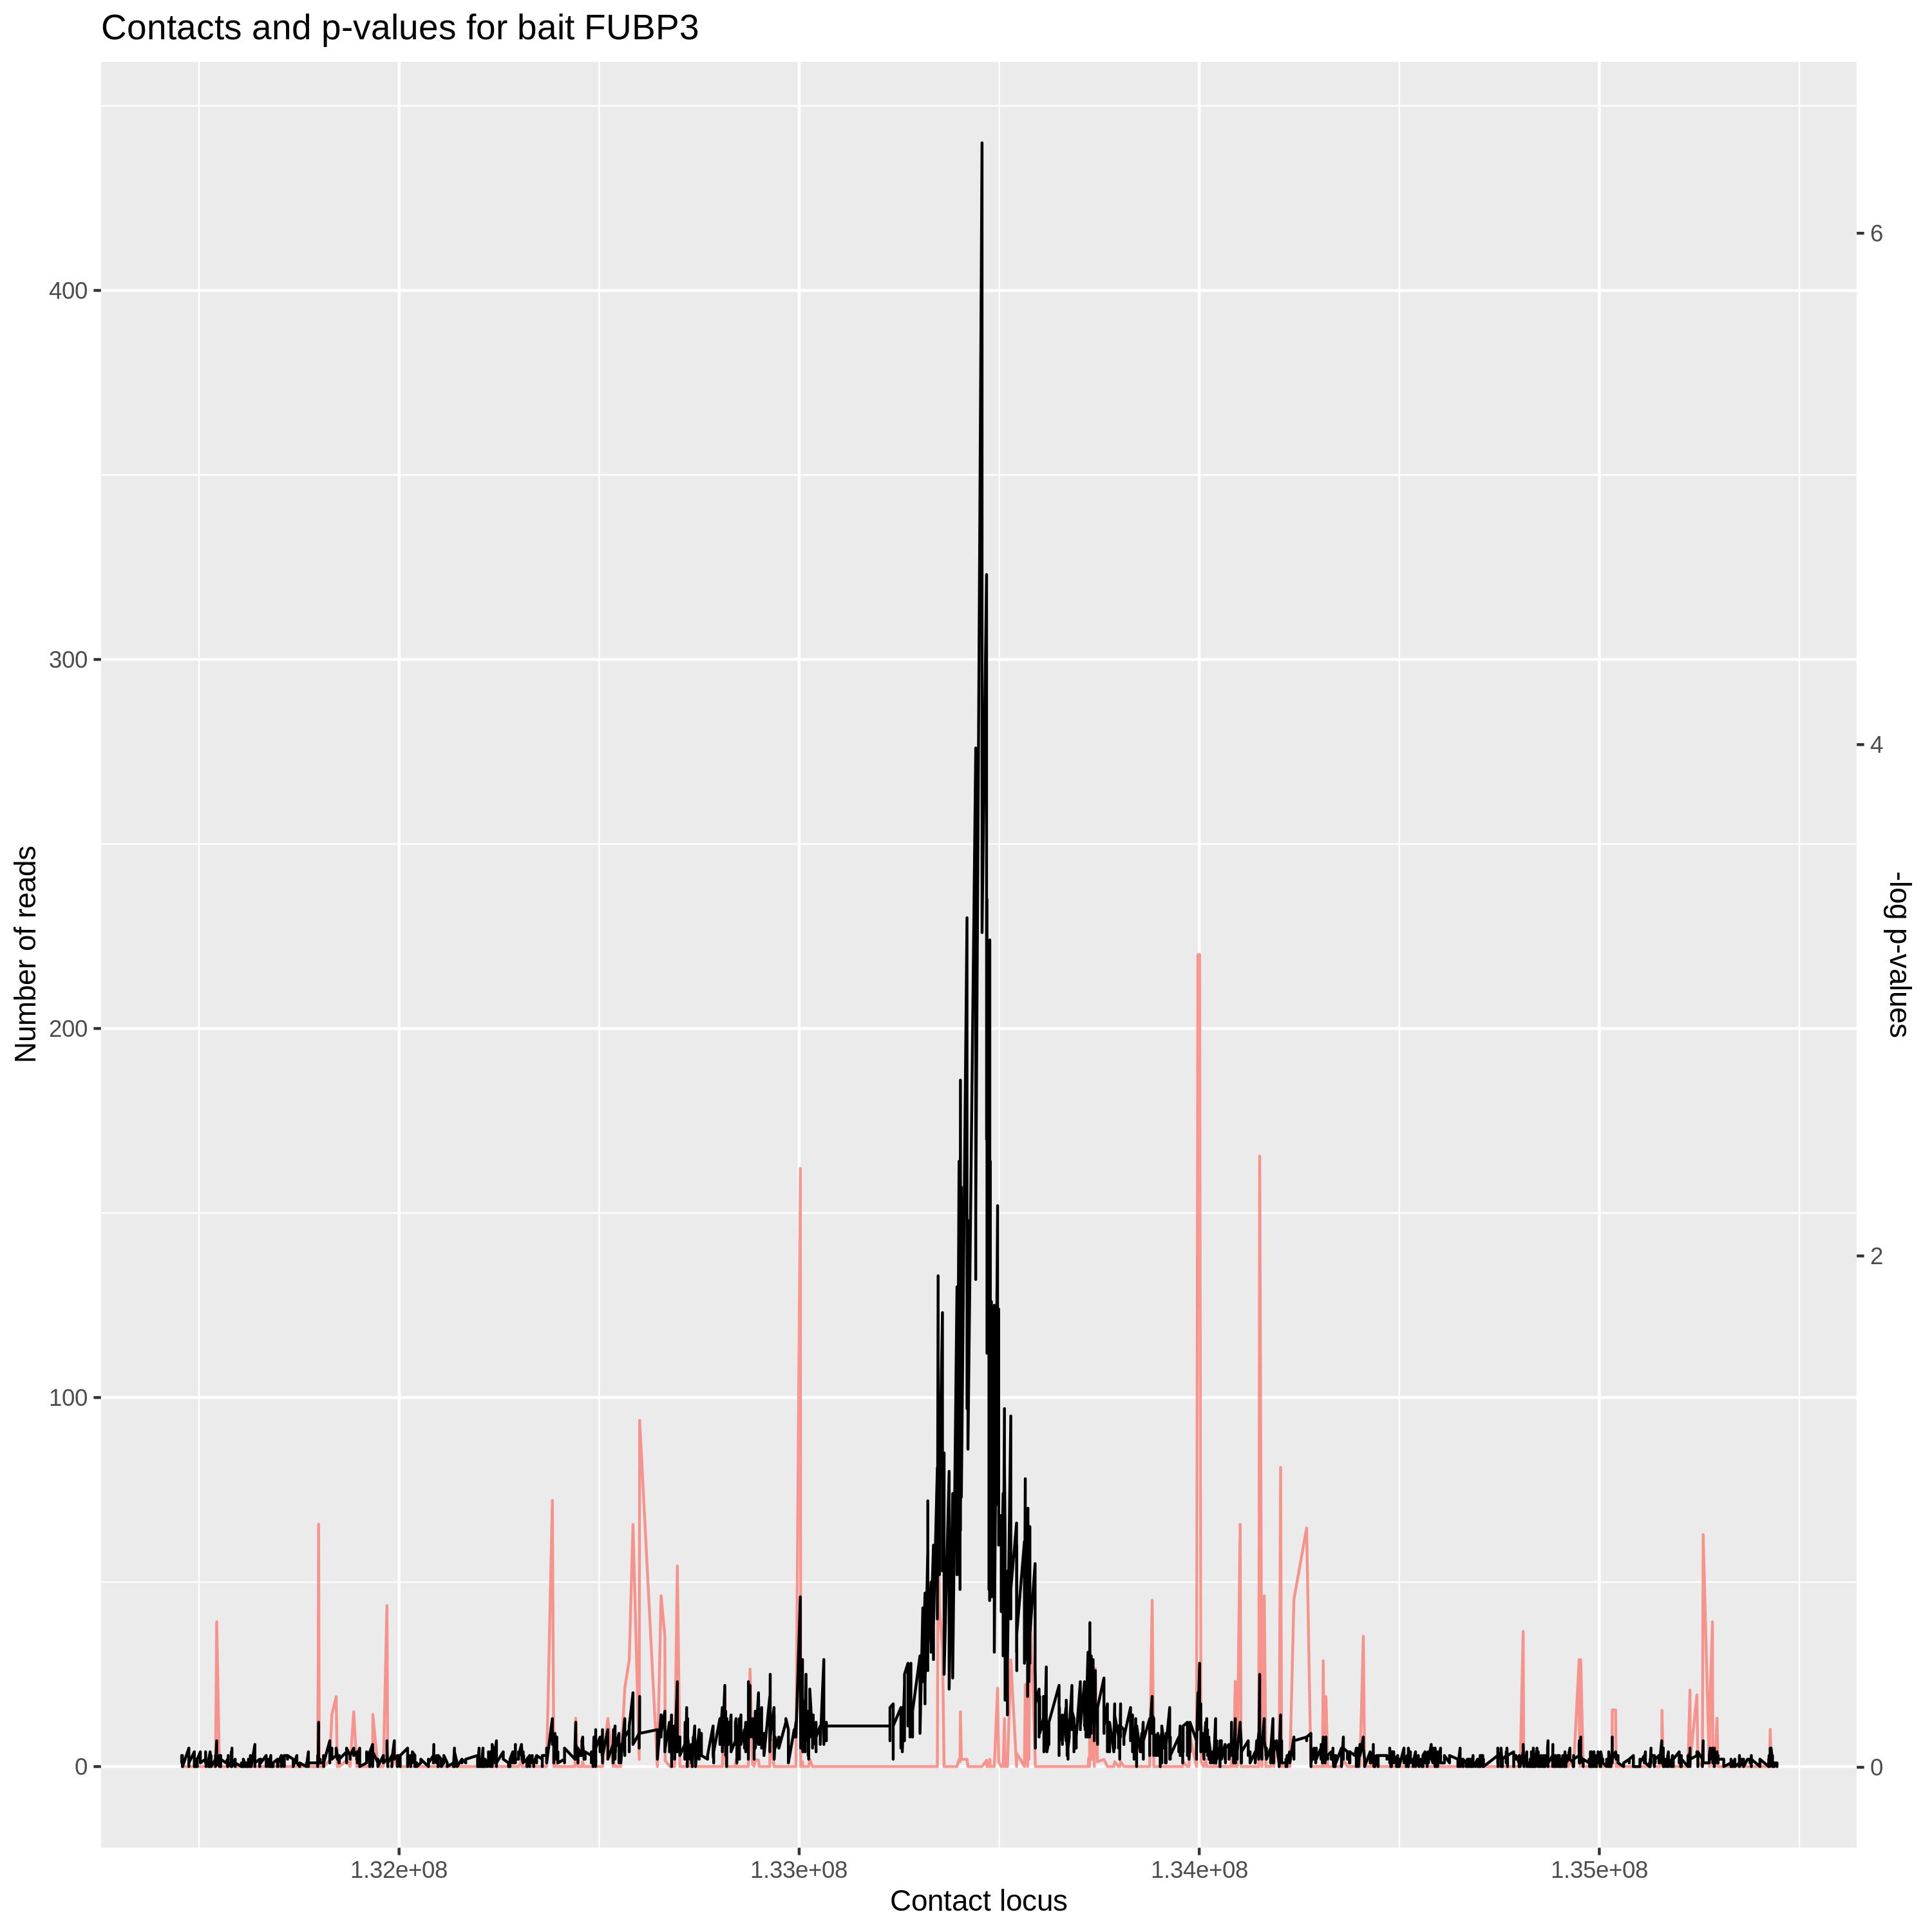 Contacts and p-values for bait FUBP3
Number of reads
400
300
200
100
0
6
4
2
0
-log p-values
1.32e+08
1.33e+08
1.34e+08
1.35e+08
Contact locus